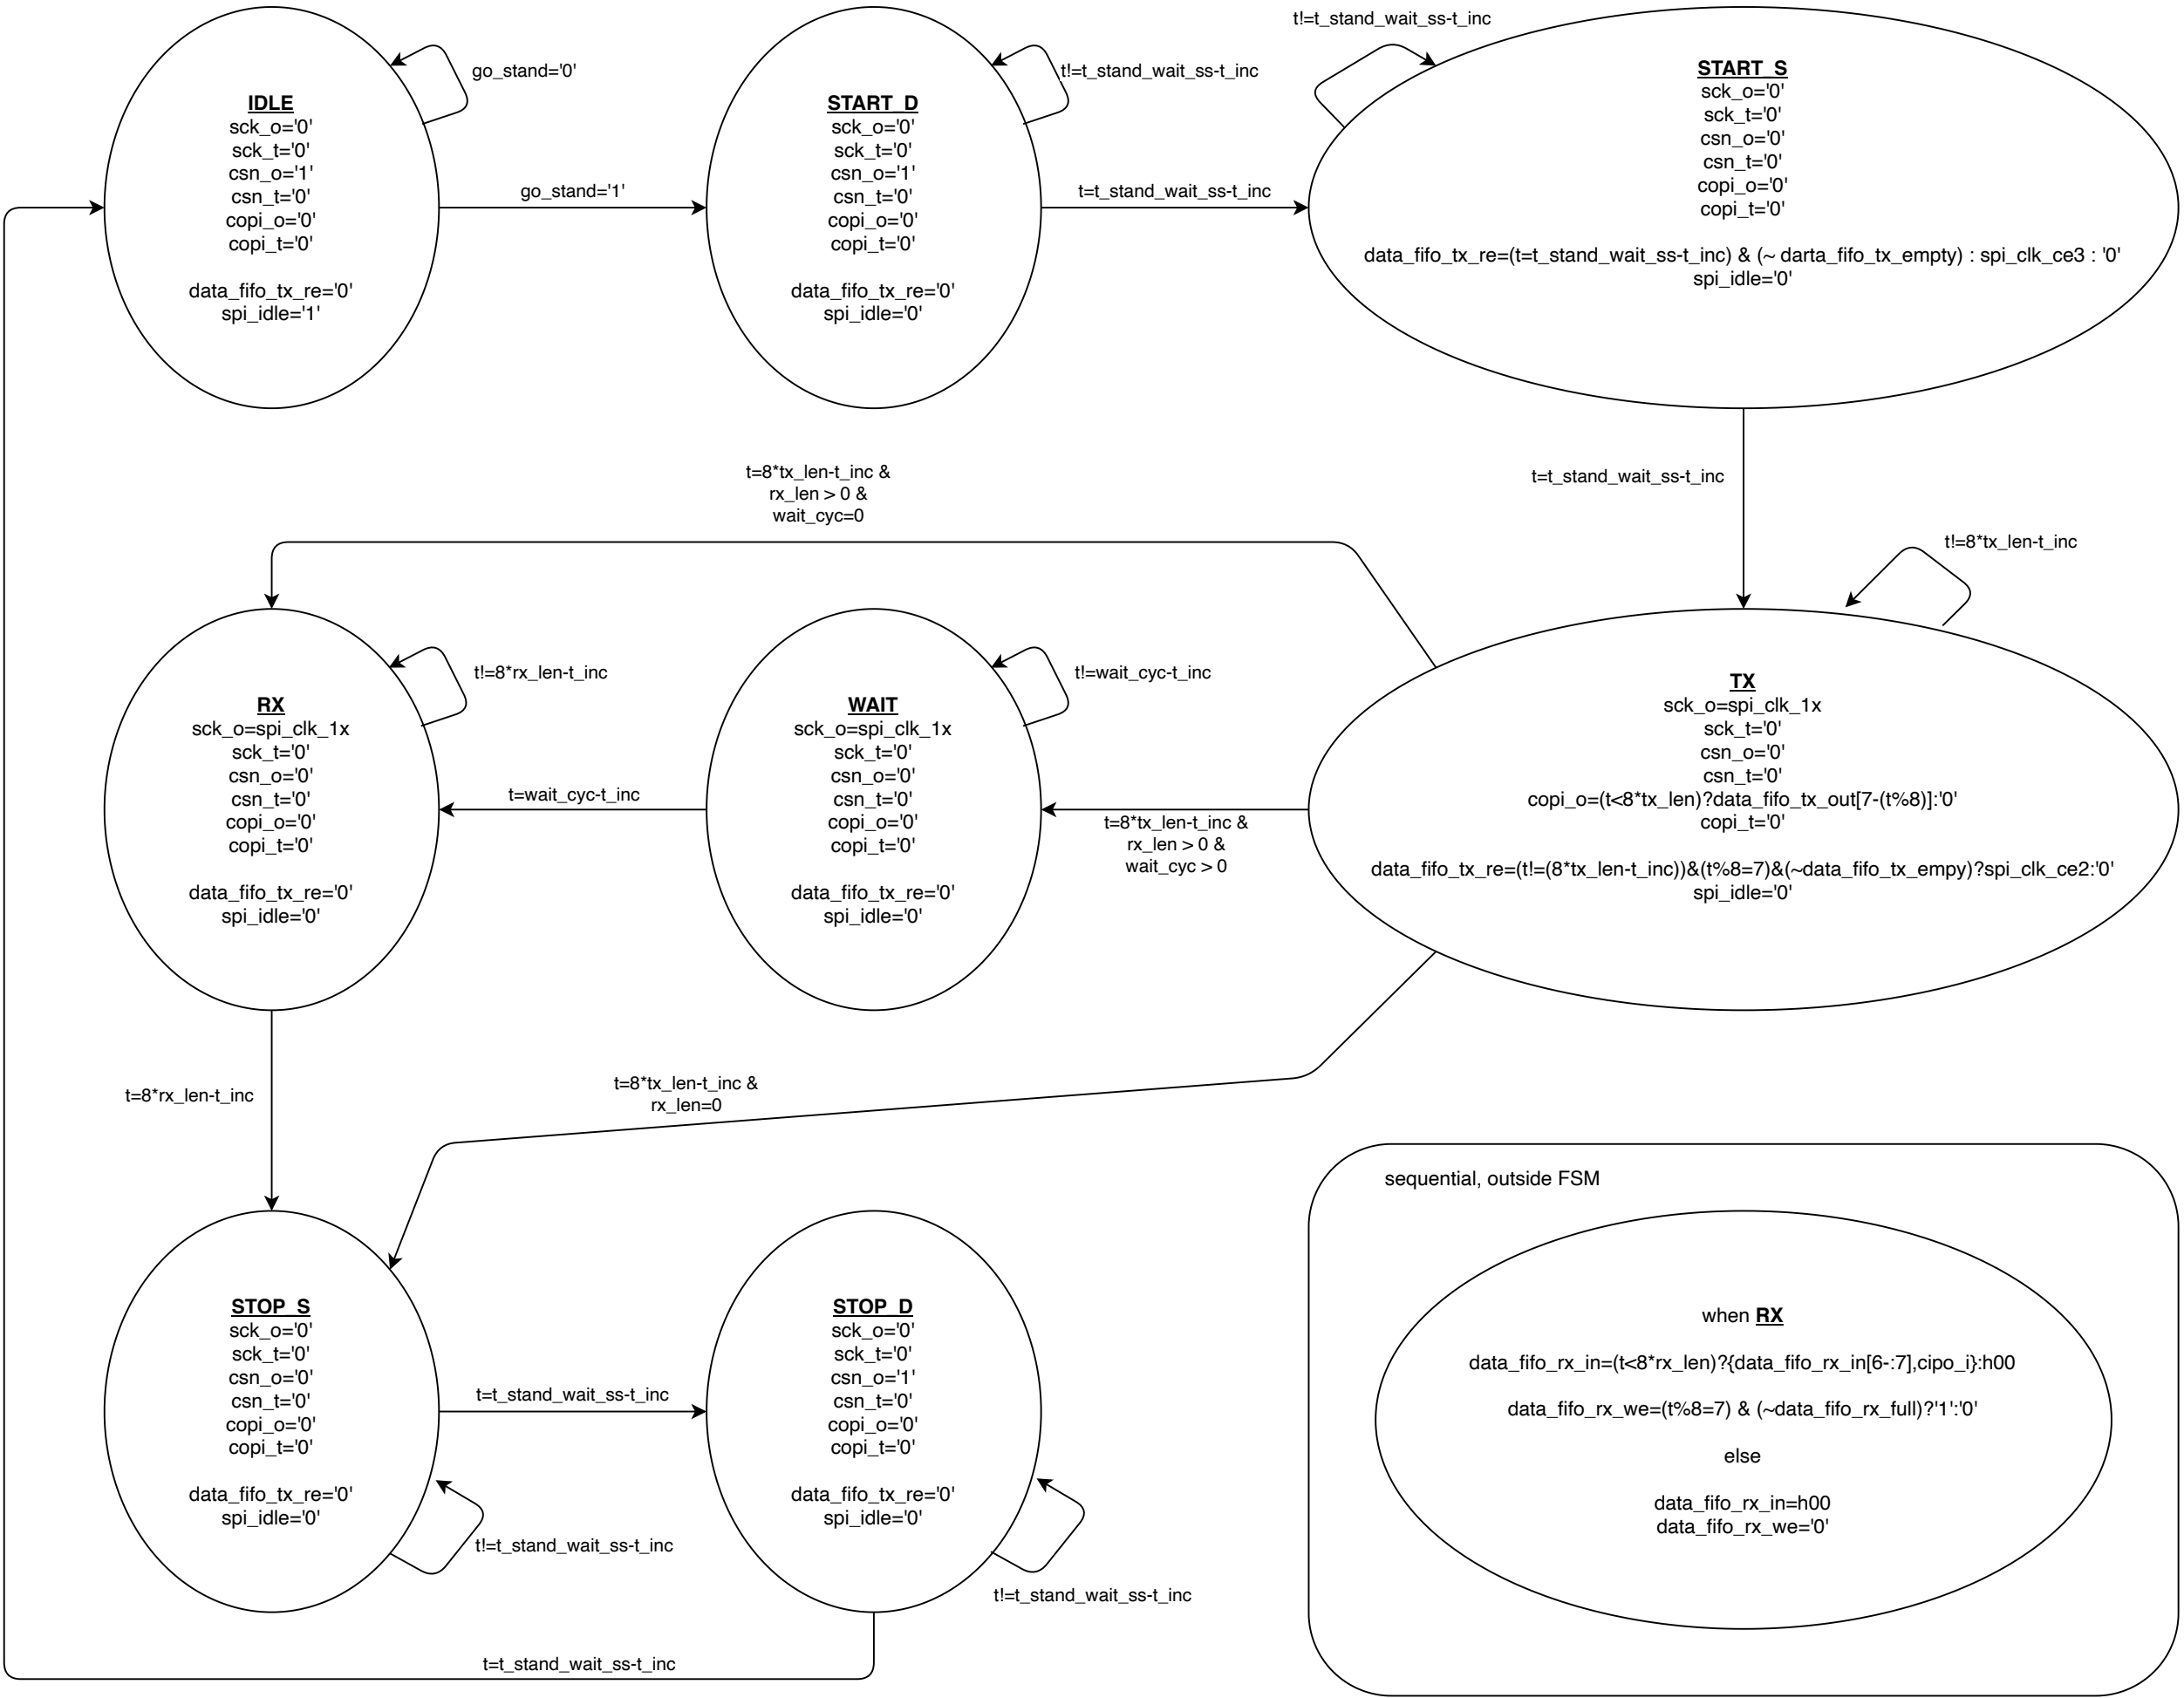 IDLE
sck_o='0'
sck_t='0'
csn_o='1'
csn_t='0'
copi_o='0'
copi_t='0'
data_fifo_tx_re='0'
spi_idle='1'
go_stand='0'
go_stand='1'
START_D
sck_o='0'
sck_t='0'
csn_o='1'
csn_t='0'
copi_o='0'
copi_t='0'
data_fifo_tx_re='0'
spi_idle='0'
t!=t_stand_wait_ss-t_inc
t=t_stand_wait_ss-t_inc
t!=t_stand_wait_ss-t_inc
START_S
sck_o='0'
sck_t='0'
csn_o='0'
csn_t='0'
copi_o='0'
copi_t='0'
data_fifo_tx_re=(t=t_stand_wait_ss-t_inc) & (~ darta_fifo_tx_empty) : spi_clk_ce3 : '0'
spi_idle='0'
t=t_stand_wait_ss-t_inc
t=8*tx_len-t_inc &
rx_len > 0 &
wait_cyc=0
t!=8*tx_len-t_inc
RX
sck_o=spi_clk_1x
sck_t='0'
csn_o='0'
csn_t='0'
copi_o='0'
copi_t='0'
data_fifo_tx_re='0'
spi_idle='0'
t!=8*rx_len-t_inc
t=wait_cyc-t_inc
WAIT
sck_o=spi_clk_1x
sck_t='0'
csn_o='0'
csn_t='0'
copi_o='0'
copi_t='0'
data_fifo_tx_re='0'
spi_idle='0'
t!=wait_cyc-t_inc
t=8*tx_len-t_inc &
rx_len > 0 &
wait_cyc > 0
TX
sck_o=spi_clk_1x
sck_t='0'
csn_o='0'
csn_t='0'
copi_o=(t<8*tx_len)?data_fifo_tx_out[7-(t%8)]:'0'
copi_t='0'
data_fifo_tx_re=(t!=(8*tx_len-t_inc))&(t%8=7)&(~data_fifo_tx_empy)?spi_clk_ce2:'0'
spi_idle='0'
t=8*rx_len-t_inc
t=8*tx_len-t_inc &
rx_len=0
STOP_S
sck_o='0'
sck_t='0'
csn_o='0'
csn_t='0'
copi_o='0'
copi_t='0'
data_fifo_tx_re='0'
spi_idle='0'
t=t_stand_wait_ss-t_inc
t!=t_stand_wait_ss-t_inc
STOP_D
sck_o='0'
sck_t='0'
csn_o='1'
csn_t='0'
copi_o='0'
copi_t='0'
data_fifo_tx_re='0'
spi_idle='0'
t!=t_stand_wait_ss-t_inc
t=t_stand_wait_ss-t_inc
sequential, outside FSM
when RX
data_fifo_rx_in=(t<8*rx_len)?{data_fifo_rx_in[6-:7],cipo_i}:h00
data_fifo_rx_we=(t%8=7) & (~data_fifo_rx_full)?'1':'0'
else
data_fifo_rx_in=h00
data_fifo_rx_we='0'